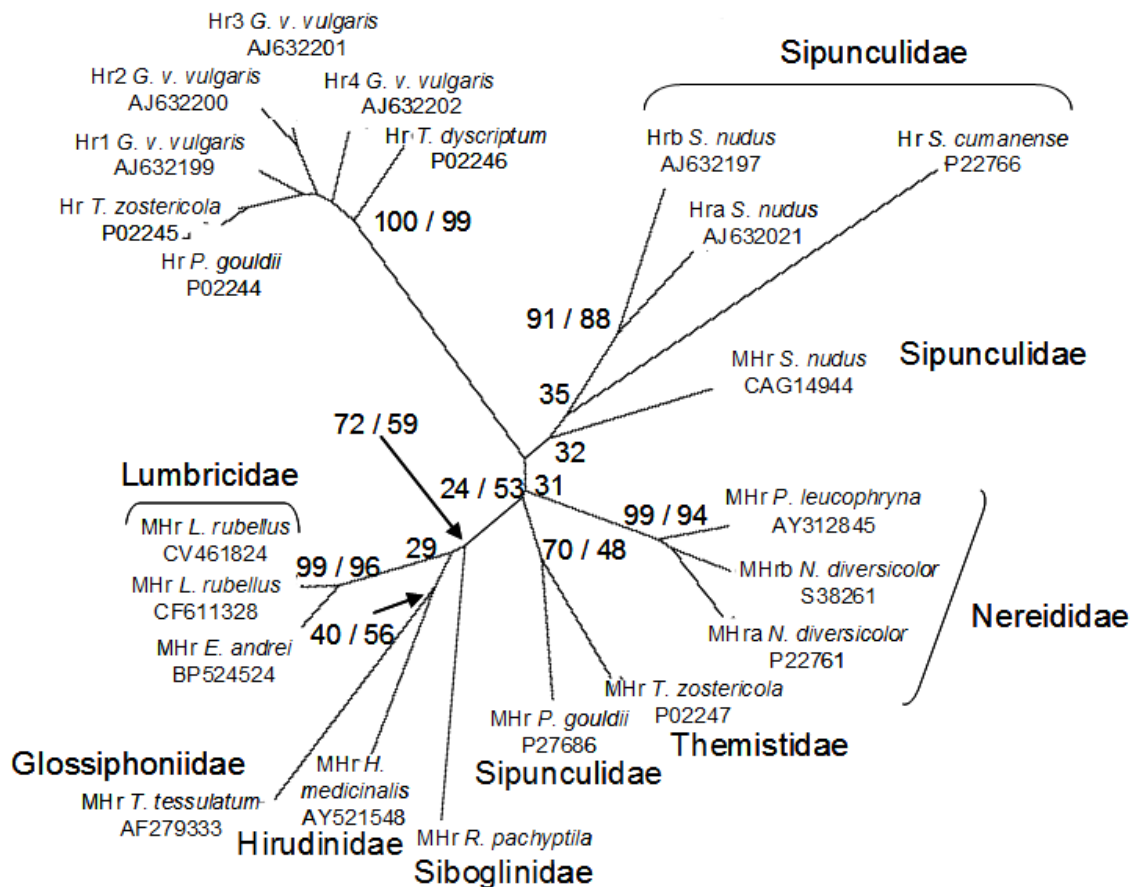 Hr3 G. v. vulgaris
AJ632201
Hr2 G. v. vulgaris
AJ632200
Hr4 G. v. vulgaris
AJ632202
Hr1 G. v. vulgaris
AJ632199
Hr T. dyscriptum
P02246
Hr T. zostericola
P02245
Hr P. gouldii
P02244
100 / 99
Sipunculidae
Hrb S. nudus
AJ632197
Hr S. cumanense
P22766
Hra S. nudus
AJ632021
91 / 88
MHr S. nudus
CAG14944
Sipunculidae
35
32
72 / 59
24 / 53
31
Lumbricidae
MHr L. rubellus
CV461824
MHr L. rubellus
CF611328
MHr E. andrei
BP524524
99 / 96
29
40 / 56
70 / 48
99 / 94
MHr P. leucophryna
AY312845
MHrb N. diversicolor
S38261
MHra N. diversicolor
P22761
Nereididae
MHr T. zostericola
P02247
Themistidae
MHr P. gouldii
P27686
Sipunculidae
Glossiphoniidae
MHr T. tessulatum
AF279333
MHr H.
medicinalis
AY521548
Hirudinidae
MHr R. pachyptila
Siboglinidae